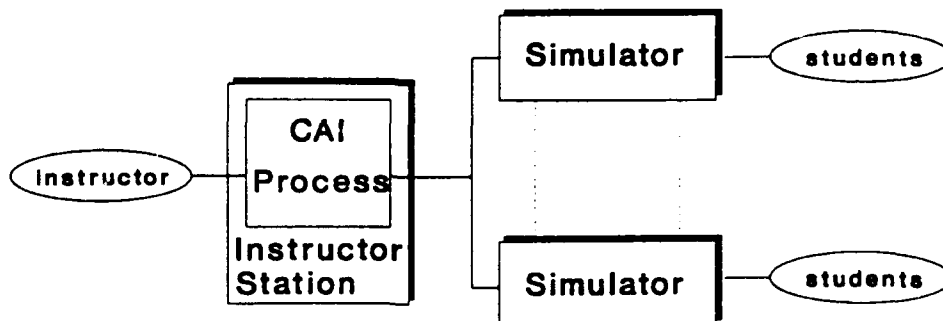 Simulator
students
CAI
Process
instructor
Instructor
Station
Simulator
students